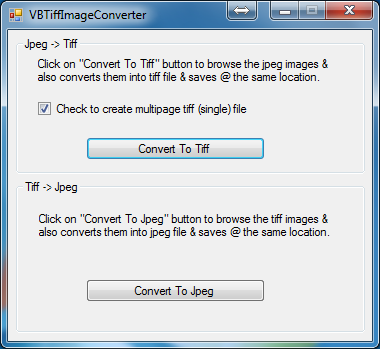 VBTiffImageConverter
Jpeg -> Tiff
Click on "Convert To Tiff" button to browse the jpeg images &
also converts them into tiff file & saves @ the same location.
Check to create multipage tiff (single) file
Convert To Tiff
Tiff -> Jpeg
Click on "Convert To Jpeg" button to browse the tiff images &
also converts them into jpeg file & saves @ the same location.
Convert To Jpeg